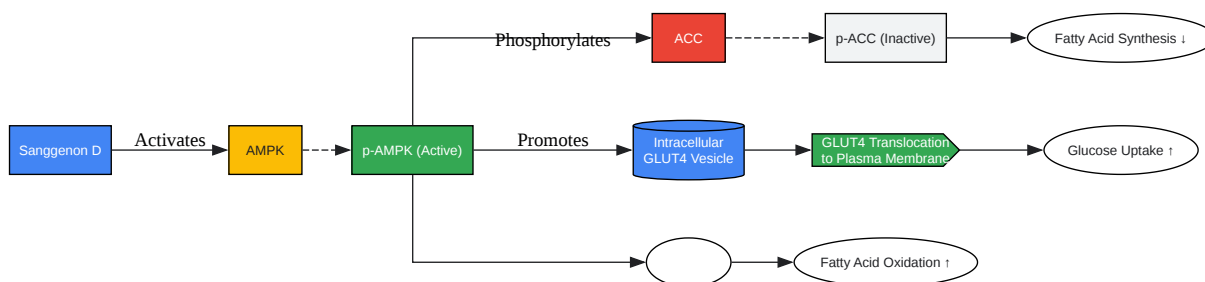 Phosphorylates
ACC
p-ACC (Inactive)
Fatty Acid Synthesis ↓
Sanggenon D
Activates
AMPK
p-AMPK (Active)
Promotes
Intracellular
GLUT4 Vesicle
GLUT4 Translocation
to Plasma Membrane
Glucose Uptake ↑
Fatty Acid Oxidation ↑